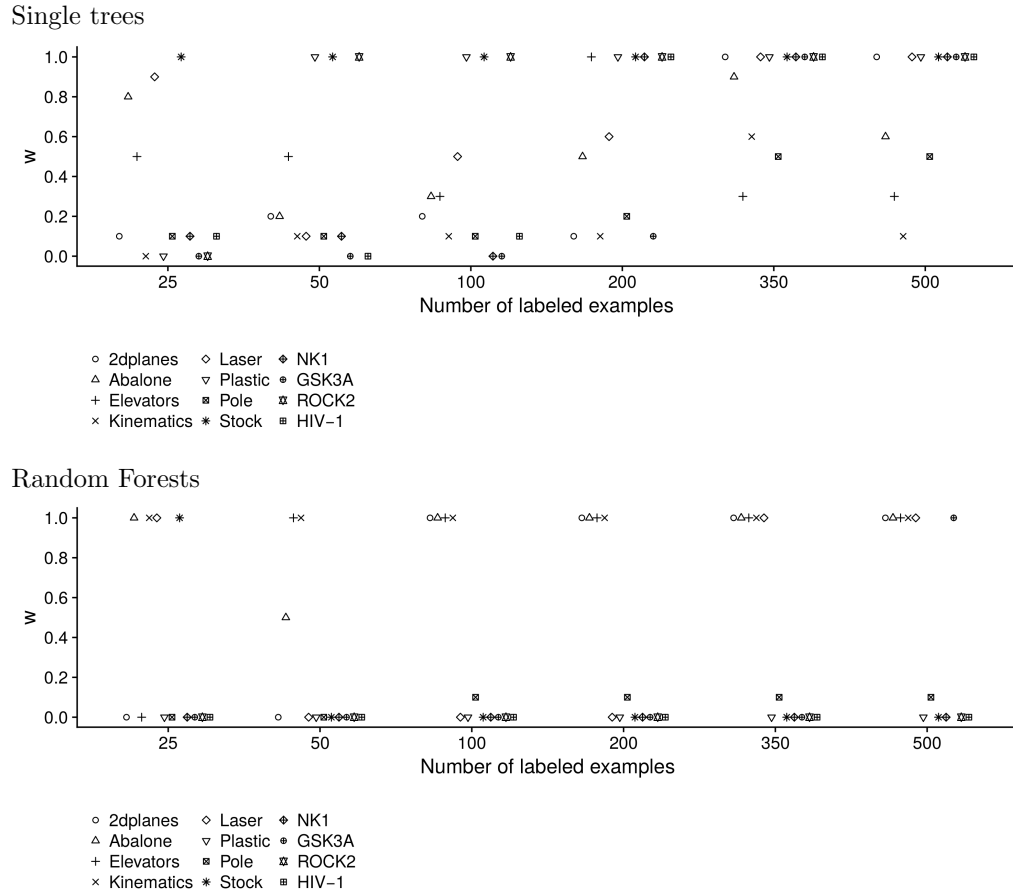 Single trees
1.0
0.8
0.6
0.4
0.2
0.0
w
25 50 100 200 350 500
Number of labeled examples
2dplanes Laser NK1
Abalone Plastic GSK3A
Elevators Pole ROCK2
Kinematics Stock HIV−1
Random Forests
1.0
0.8
0.6
0.4
0.2
0.0
w
25 50 100 200 350 500
Number of labeled examples
2dplanes Laser NK1
Abalone Plastic GSK3A
Elevators Pole ROCK2
Kinematics Stock HIV−1